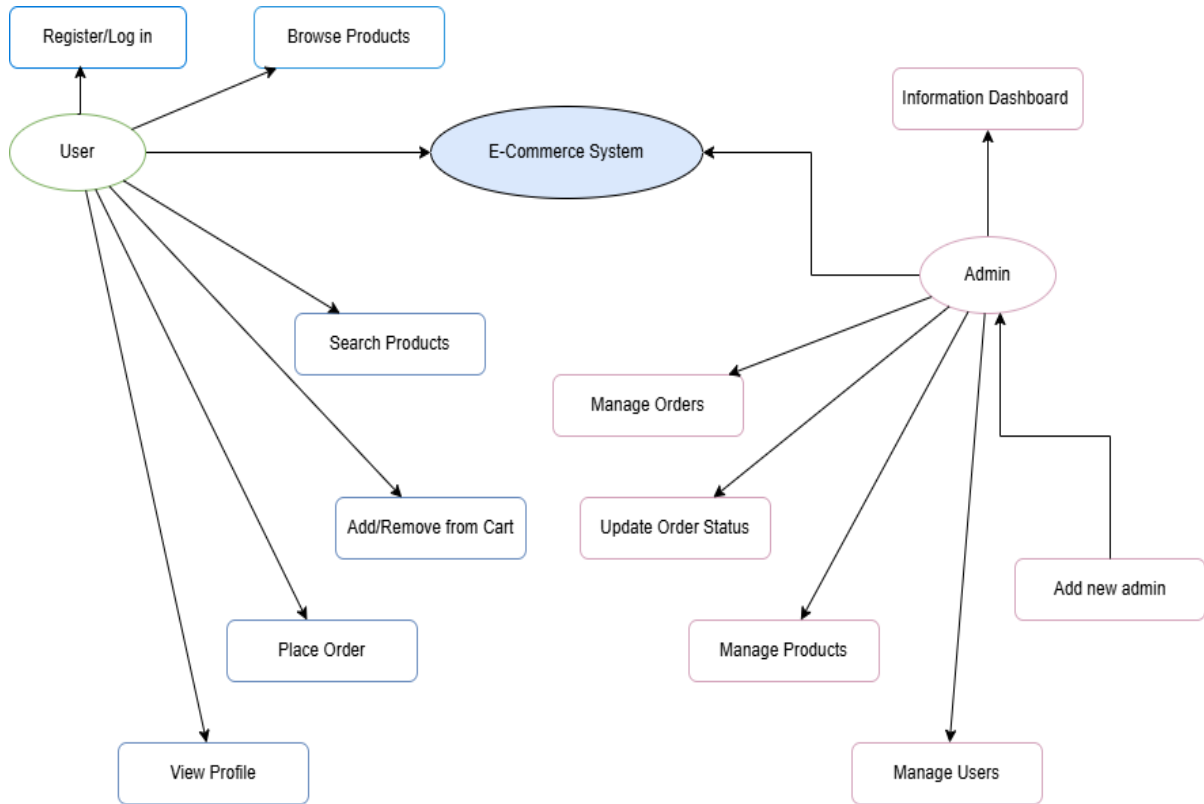 Register/Log in
Browse Products
Information Dashboard
User
E-Commerce System
Admin
Search Products
Manage Orders
Add/Remove from Cart
Update Order Status
Add new admin
Place Order
Manage Products
View Profile
Manage Users